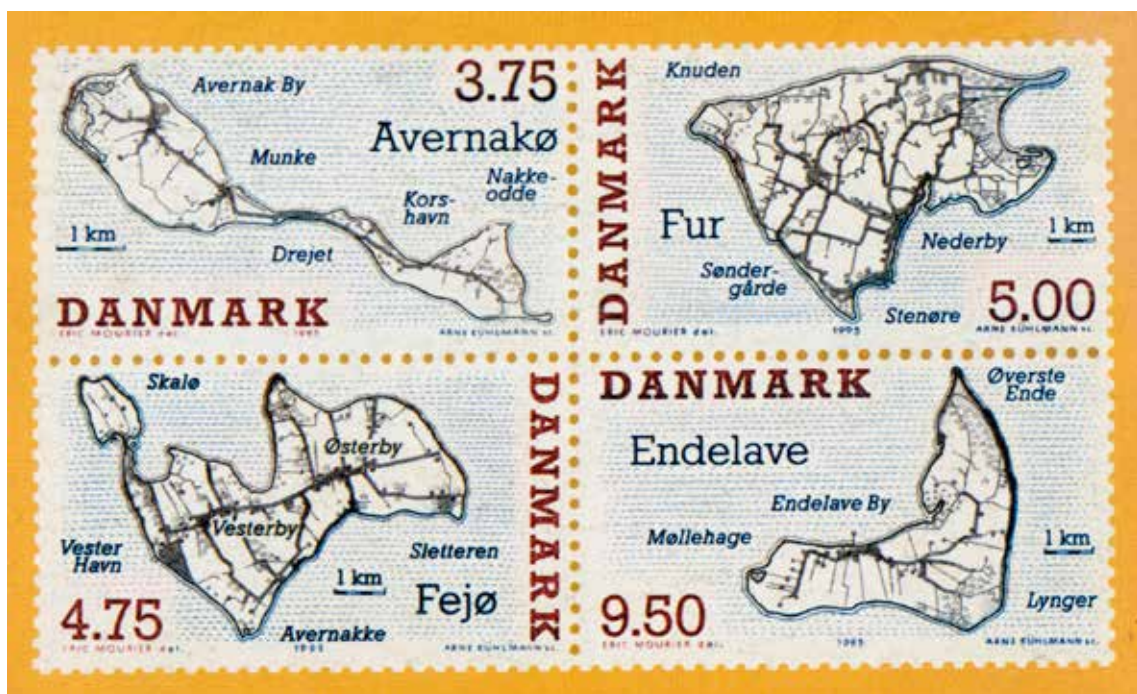 Avernak By
3.75
Munke
Avernakø
Nakke-
odde
Kors-
havn
1 km
Drejet
DANMARK
ERIC MOURIER del.
1995
ARNE KÜHLMANN sc.
DANMARK
Knuden
Fur
Nederby
1 km
Sønder-
gårde
Stenøre
5.00
ERIC MOURIER del.
1995
ARNE KÜHLMANN sc.
Skalø
DANMARK
Østerby
Vesterby
Vester
Havn
Sletteren
1 km
Fejø
4.75
Avernakke
ERIC MOURIER del.
1995
ARNE KÜHLMANN sc.
DANMARK
Øverste
Ende
Endelave
Endelave By
Møllehage
1 km
9.50
Lynger
ERIC MOURIER del.
1995
ARNE KÜHLMANN sc.